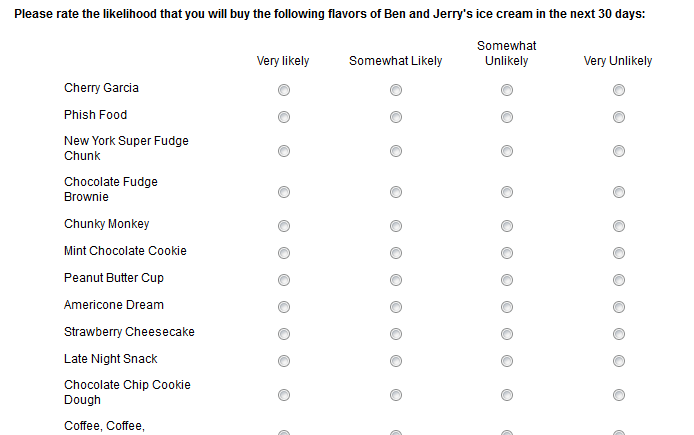 Please rate the likelihood that you will buy the following flavors of Ben and Jerry's ice cream in the next 30 days:
Somewhat
Very likely Somewhat Likely Unlikely Very Unlikely
Cherry Garcia
Phish Food
New York Super Fudge
Chunk
Chocolate Fudge
Brownie
Chunky Monkey
Mint Chocolate Cookie
Peanut Butter Cup
Americone Dream
Strawberry Cheesecake
Late Night Snack
Chocolate Chip Cookie
Dough
Coffee, Coffee,